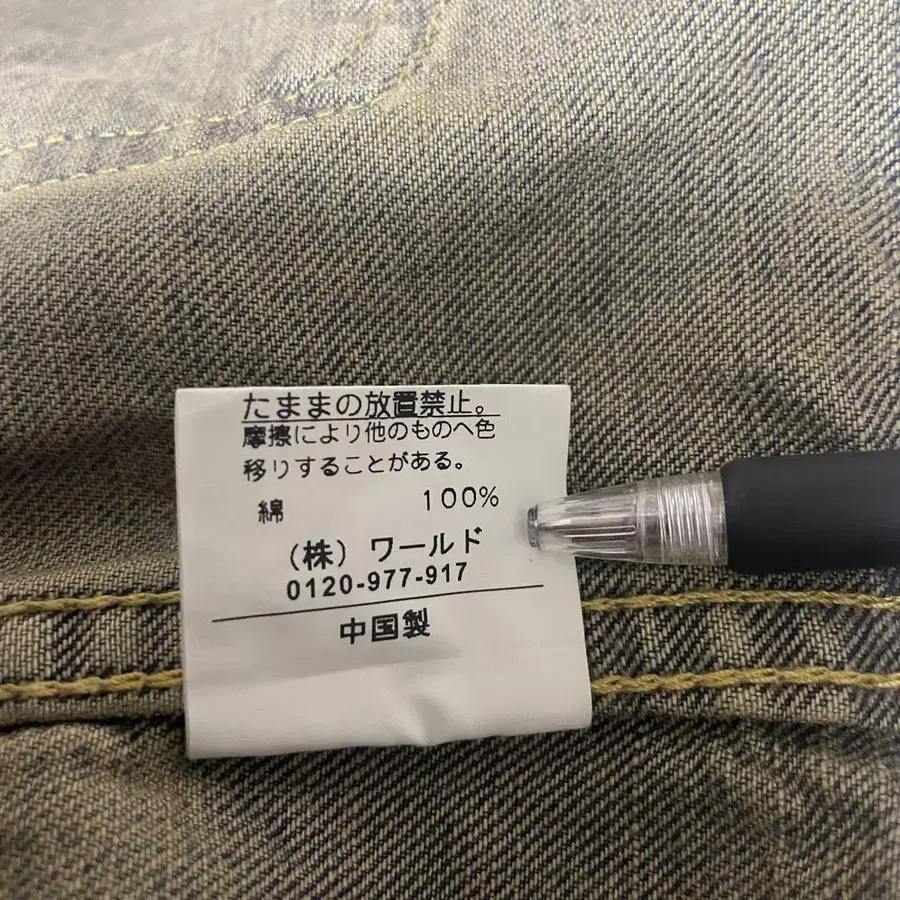 たままの放置禁止。
摩擦により他のものへ色
移りすることがある。
綿 100%
（株）ワールド
0120-977-917
中国製